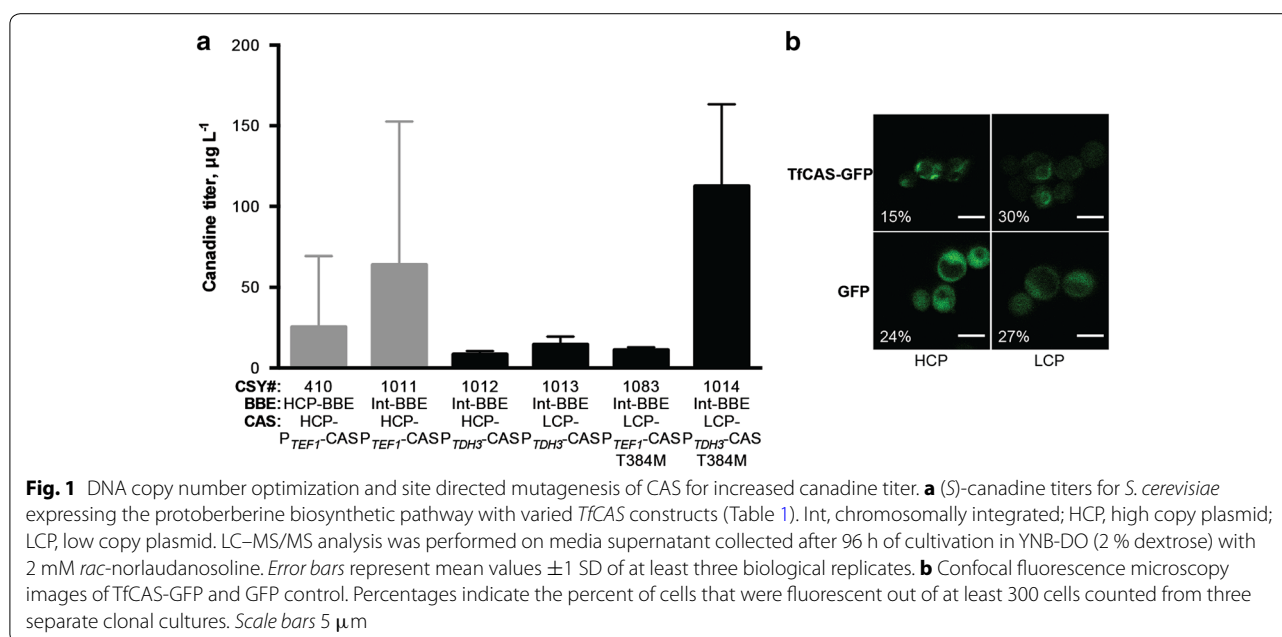 a
b
200
150
100
50
0
Canadine titer, µg L-1
CSY#: 410 1011 1012 1013 1083 1014
BBE: HCP-BBE Int-BBE Int-BBE Int-BBE Int-BBE Int-BBE
CAS: HCP- HCP- HCP- LCP- LCP- LCP-
PTEF1-CAS PTEF1-CAS PTDH3-CAS PTDH3-CAS PTEF1-CAS PTDH3-CAS
T384M T384M
TfCAS-GFP
15% 30%
GFP
24% 27%
HCP LCP
Fig. 1 DNA copy number optimization and site directed mutagenesis of CAS for increased canadine titer. a (S)-canadine titers for S. cerevisiae
expressing the protoberberine biosynthetic pathway with varied TfCAS constructs (Table 1). Int, chromosomally integrated; HCP, high copy plasmid;
LCP, low copy plasmid. LC–MS/MS analysis was performed on media supernatant collected after 96 h of cultivation in YNB-DO (2 % dextrose) with
2 mM rac-norlaudanosoline. Error bars represent mean values ±1 SD of at least three biological replicates. b Confocal fluorescence microscopy
images of TfCAS-GFP and GFP control. Percentages indicate the percent of cells that were fluorescent out of at least 300 cells counted from three
separate clonal cultures. Scale bars 5 μm